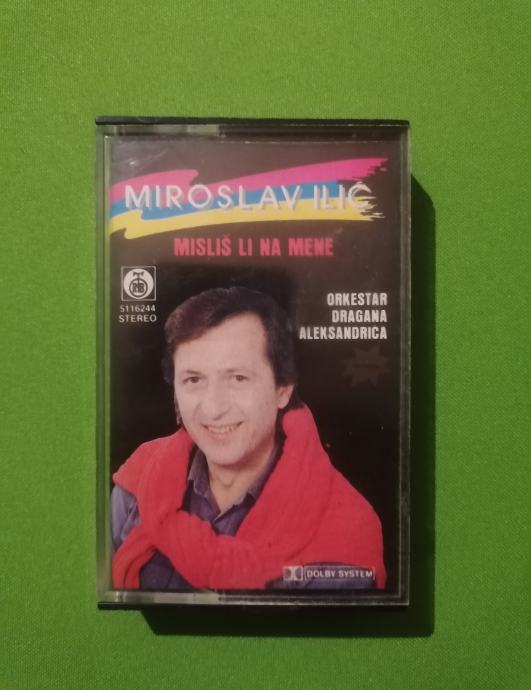 MIROSLAV ILIĆ
MISLIŠ LI NA MENE
5116244
STEREO
ORKESTAR
DRAGANA
ALEKSANDRICA
DOLBY SYSTEM